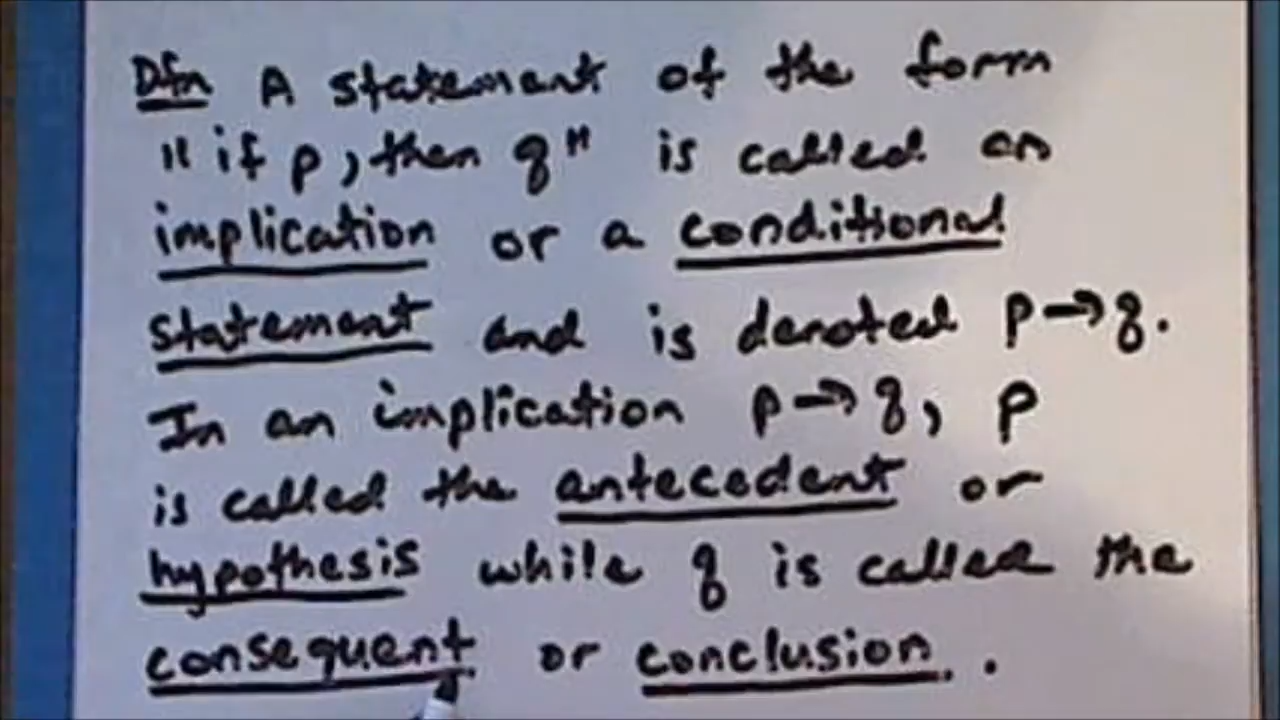 Dfn A statement of the form
"if p, then q" is called an
implication or a conditional
statement and is denoted p→q.
In an implication p→q, p
is called the antecedent or
hypothesis while q is called the
consequent or conclusion.